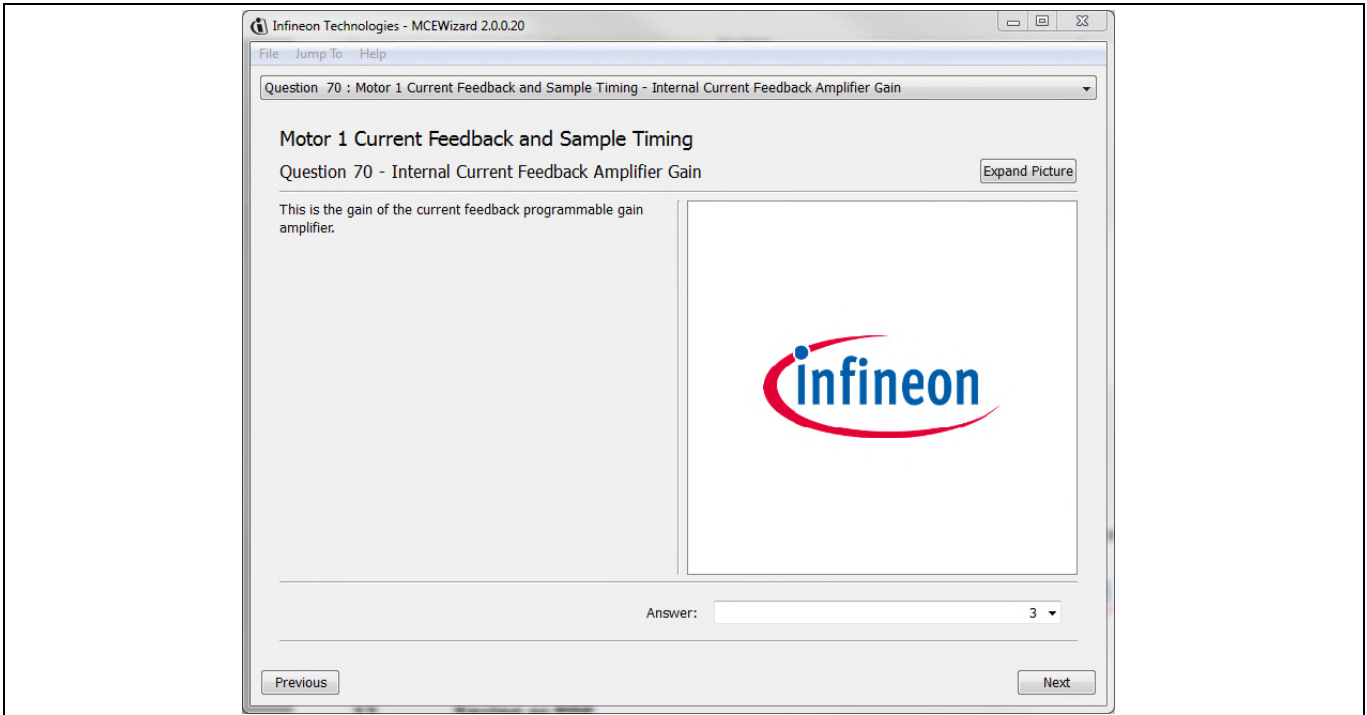 Infineon Technologies - MCEWizard 2.0.0.20
File Jump To Help
Question 70 : Motor 1 Current Feedback and Sample Timing - Internal Current Feedback Amplifier Gain
Motor 1 Current Feedback and Sample Timing
Question 70 - Internal Current Feedback Amplifier Gain
Expand Picture
This is the gain of the current feedback programmable gain
amplifier.
infineon
Answer: 3
Previous Next